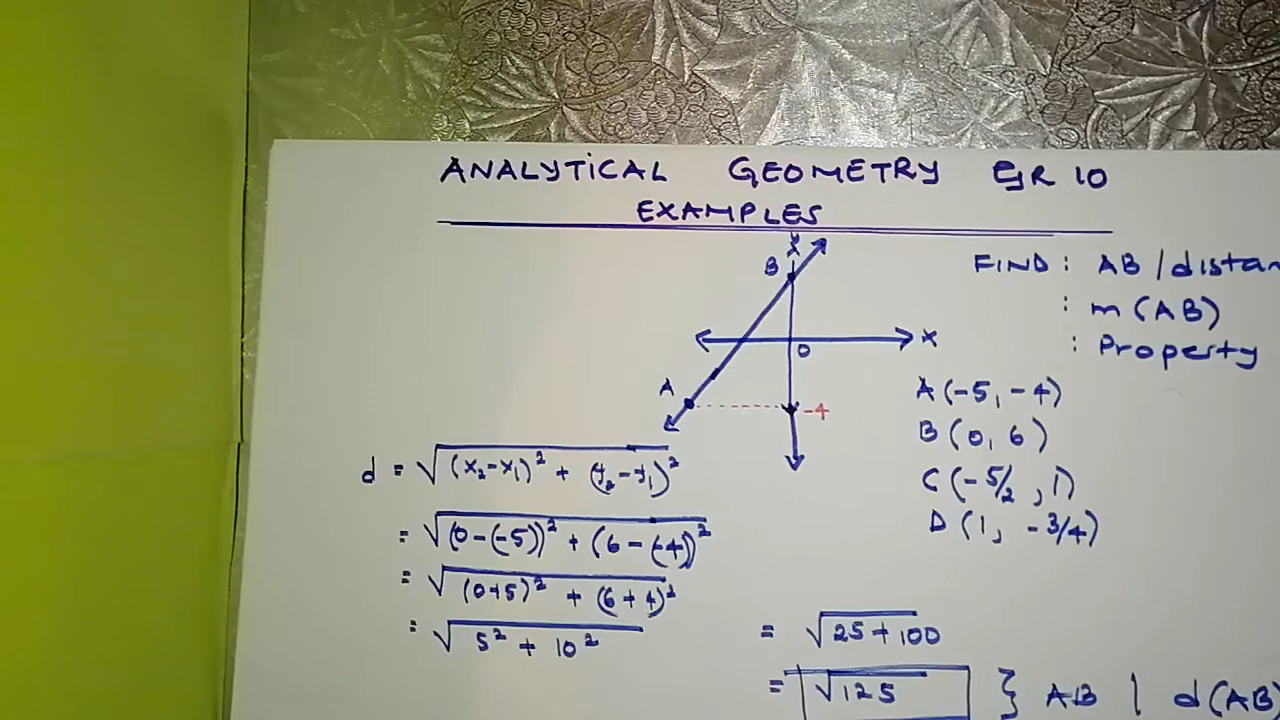 ANALYTICAL GEOMETRY GR 10
EXAMPLES
FIND : AB / distan
: m(AB)
: Property
B
X
0
A
-4
A(-5, -4)
B(0, 6)
C(-5/2, 1)
D(1, -3/4)
d = √((x₂-x₁)² + (y₂-y₁)²)
= √((0-(-5))² + (6-(-4))²)
= √((0+5)² + (6+4)²)
= √(5² + 10²)
= √(25+100)
= √125 } AB | d(AB)